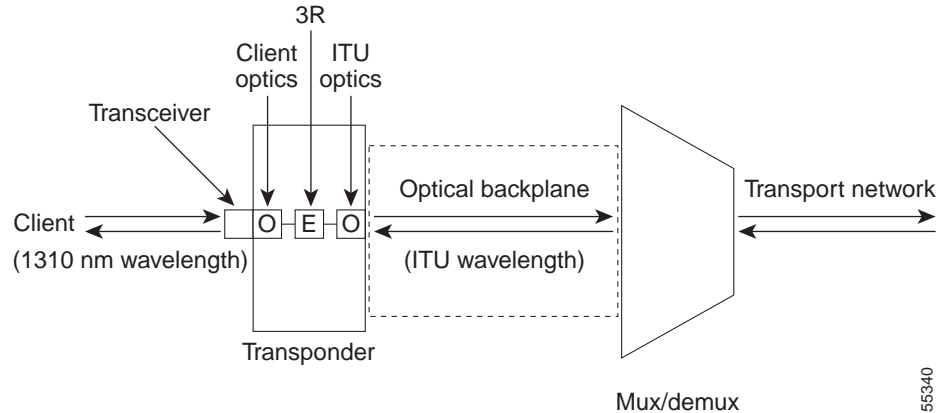 3R
Client
optics
ITU
optics
Transceiver
O
E
O
Client
(1310 nm wavelength)
Optical backplane
(ITU wavelength)
Transport network
Transponder
Mux/demux
55340